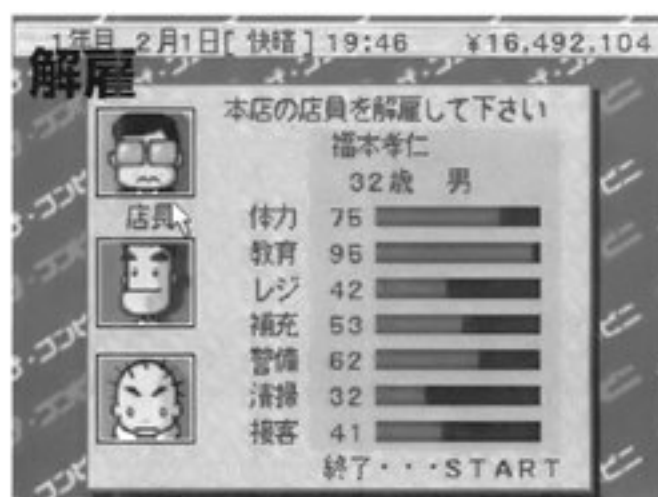 1年目 2月1日[快晴]19:46 ¥16,492,104
解雇
本店の店員を解雇して下さい
福本孝仁
32歳 男
店員
体力 75
教育 95
レジ 42
補充 53
警備 62
清掃 32
接客 41
終了・・・START